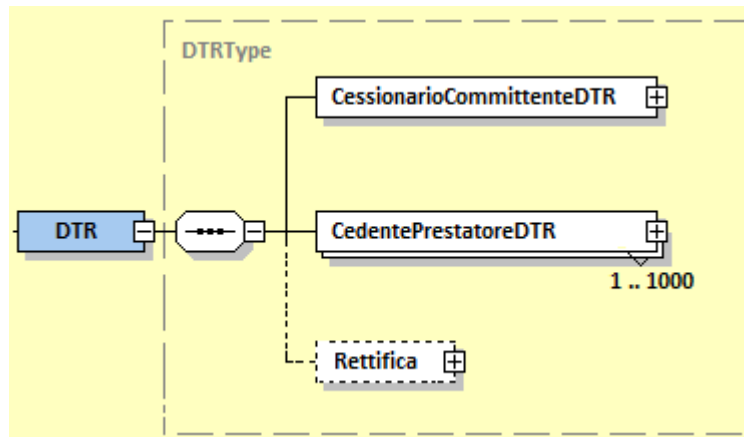 DTRType
CessionarioCommittenteDTR
DTR
CedentePrestatoreDTR
1 .. 1000
Rettifica